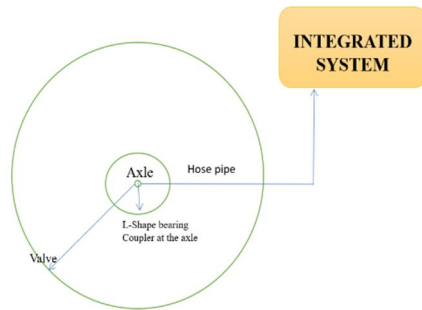 INTEGRATED
SYSTEM
Axle
Hose pipe
L-Shape bearing
Coupler at the axle
Valve